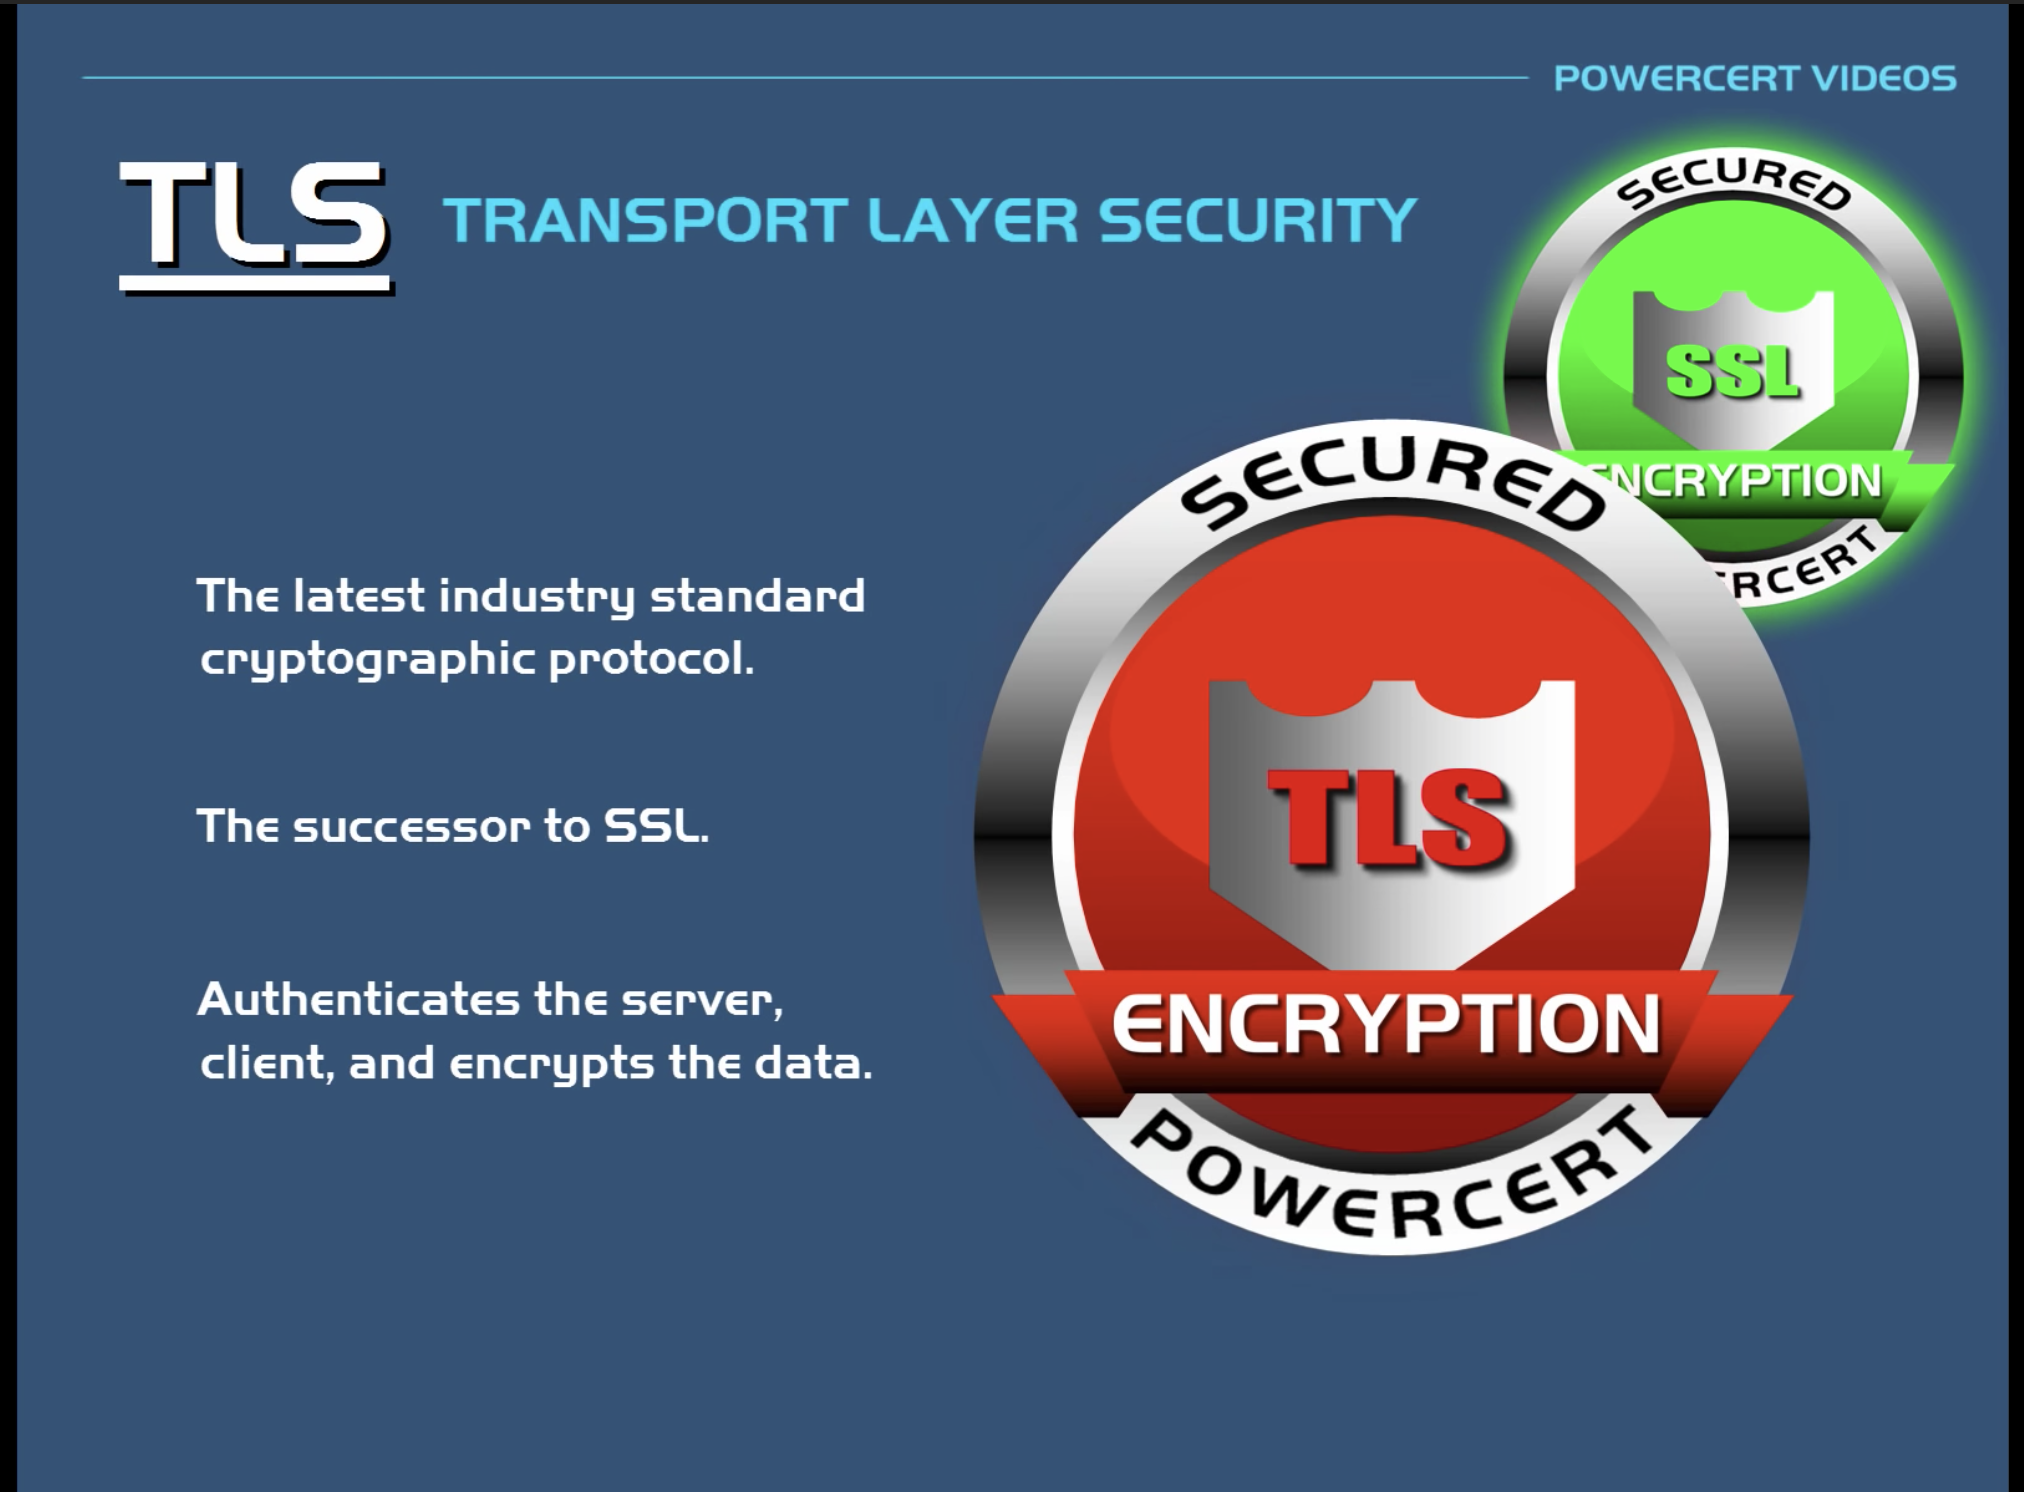 POWERCERT VIDEOS
TLS
TRANSPORT LAYER SECURITY
SECURED
SSL
ENCRYPTION
The latest industry standard
cryptographic protocol.
The successor to SSL.
Authenticates the server,
client, and encrypts the data.
SECURED
TLS
ENCRYPTION
POWERCERT